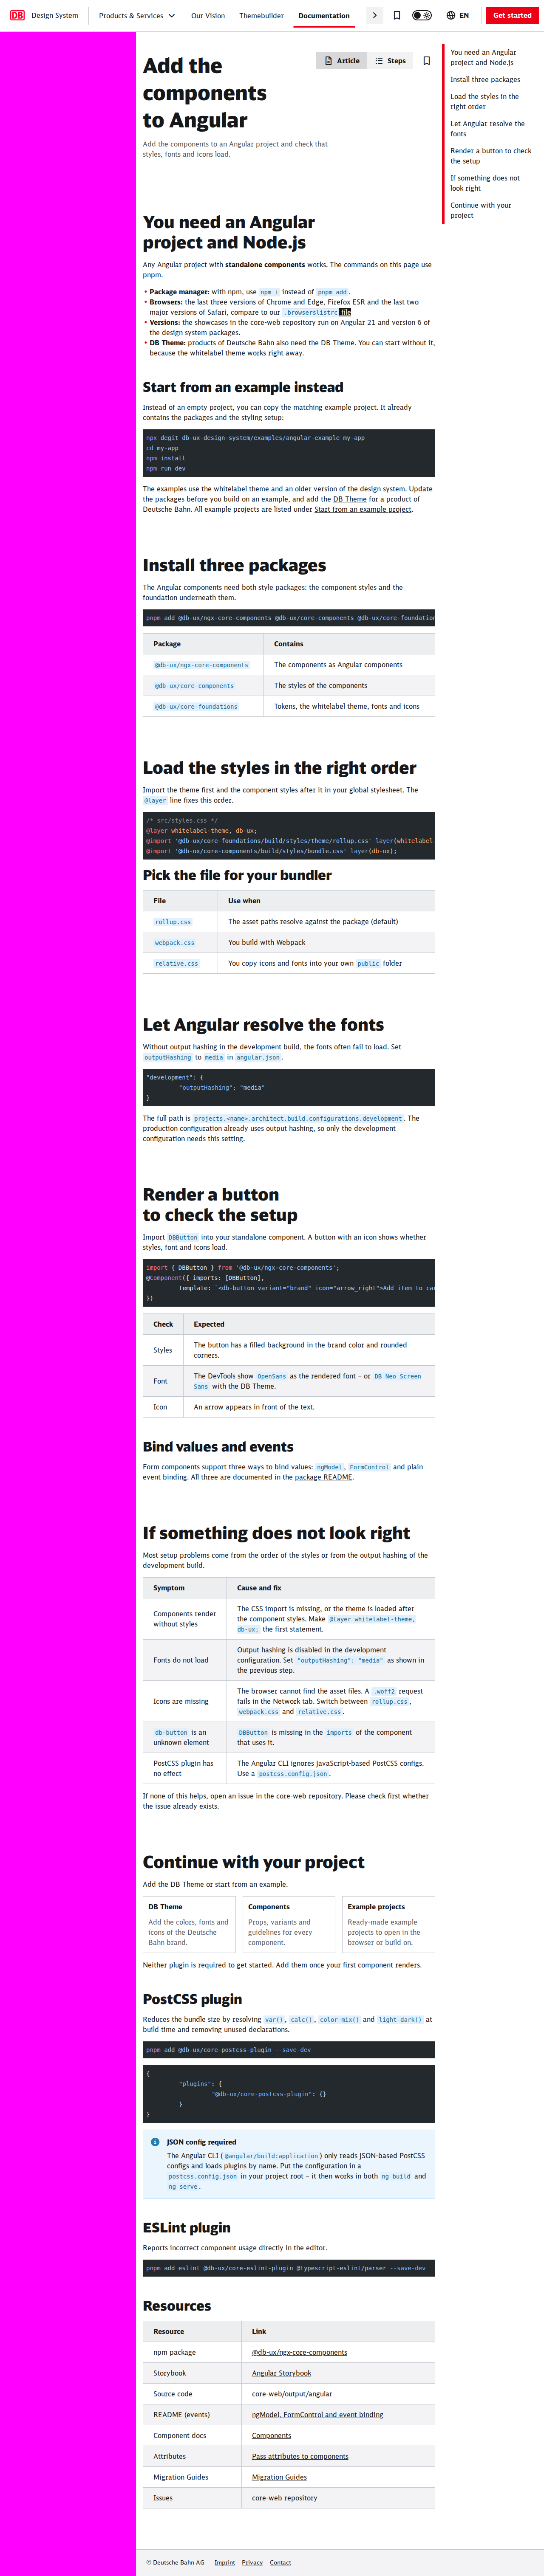 DB Design System Products & Services Our Vision Themebuilder Documentation EN Get started
Add the
components
to Angular
Article Steps
Add the components to an Angular project and check that
styles, fonts and icons load.
You need an Angular
project and Node.js
Install three packages
Load the styles in the
right order
Let Angular resolve the
fonts
Render a button to check
the setup
If something does not
look right
Continue with your
project
You need an Angular
project and Node.js
Any Angular project with standalone components works. The commands on this page use
pnpm.
• Package manager: with npm, use npm i instead of pnpm add.
• Browsers: the last three versions of Chrome and Edge, Firefox ESR and the last two
major versions of Safari, compare to our .browserslistrc file
• Versions: the showcases in the core-web repository run on Angular 21 and version 6 of
the design system packages.
• DB Theme: products of Deutsche Bahn also need the DB Theme. You can start without it,
because the whitelabel theme works right away.
Start from an example instead
Instead of an empty project, you can copy the matching example project. It already
contains the packages and the styling setup:
npx degit db-ux-design-system/examples/angular-example my-app
cd my-app
npm install
npm run dev
The examples use the whitelabel theme and an older version of the design system. Update
the packages before you build on an example, and add the DB Theme for a product of
Deutsche Bahn. All example projects are listed under Start from an example project.
Install three packages
The Angular components need both style packages: the component styles and the
foundation underneath them.
pnpm add @db-ux/ngx-core-components @db-ux/core-components @db-ux/core-foundation
Package Contains
@db-ux/ngx-core-components The components as Angular components
@db-ux/core-components The styles of the components
@db-ux/core-foundations Tokens, the whitelabel theme, fonts and icons
Load the styles in the right order
Import the theme first and the component styles after it in your global stylesheet. The
@layer line fixes this order.
/* src/styles.css */
@layer whitelabel-theme, db-ux;
@import '@db-ux/core-foundations/build/styles/theme/rollup.css' layer(whitelabel-
@import '@db-ux/core-components/build/styles/bundle.css' layer(db-ux);
Pick the file for your bundler
File Use when
rollup.css The asset paths resolve against the package (default)
webpack.css You build with Webpack
relative.css You copy icons and fonts into your own public folder
Let Angular resolve the fonts
Without output hashing in the development build, the fonts often fail to load. Set
outputHashing to media in angular.json.
"development": {
"outputHashing": "media"
}
The full path is projects.<name>.architect.build.configurations.development. The
production configuration already uses output hashing, so only the development
configuration needs this setting.
Render a button
to check the setup
Import DBButton into your standalone component. A button with an icon shows whether
styles, font and icons load.
import { DBButton } from '@db-ux/ngx-core-components';
@Component({ imports: [DBButton],
template: `<db-button variant="brand" icon="arrow_right">Add item to car
})
Check Expected
Styles The button has a filled background in the brand color and rounded
corners.
Font The DevTools show OpenSans as the rendered font – or DB Neo Screen
Sans with the DB Theme.
Icon An arrow appears in front of the text.
Bind values and events
Form components support three ways to bind values: ngModel, FormControl and plain
event binding. All three are documented in the package README.
If something does not look right
Most setup problems come from the order of the styles or from the output hashing of the
development build.
Symptom Cause and fix
Components render
without styles
The CSS import is missing, or the theme is loaded after
the component styles. Make @layer whitelabel-theme,
db-ux; the first statement.
Fonts do not load
Output hashing is disabled in the development
configuration. Set "outputHashing": "media" as shown in
the previous step.
Icons are missing
The browser cannot find the asset files. A .woff2 request
fails in the Network tab. Switch between rollup.css,
webpack.css and relative.css.
db-button is an
unknown element
DBButton is missing in the imports of the component
that uses it.
PostCSS plugin has
no effect
The Angular CLI ignores JavaScript-based PostCSS configs.
Use a postcss.config.json.
If none of this helps, open an issue in the core-web repository. Please check first whether
the issue already exists.
Continue with your project
Add the DB Theme or start from an example.
DB Theme
Add the colors, fonts and
icons of the Deutsche
Bahn brand.
Components
Props, variants and
guidelines for every
component.
Example projects
Ready-made example
projects to open in the
browser or build on.
Neither plugin is required to get started. Add them once your first component renders.
PostCSS plugin
Reduces the bundle size by resolving var(), calc(), color-mix() and light-dark() at
build time and removing unused declarations.
pnpm add @db-ux/core-postcss-plugin --save-dev
{
"plugins": {
"@db-ux/core-postcss-plugin": {}
}
}
JSON config required
The Angular CLI (@angular/build:application) only reads JSON-based PostCSS
configs and loads plugins by name. Put the configuration in a
postcss.config.json in your project root – it then works in both ng build and
ng serve.
ESLint plugin
Reports incorrect component usage directly in the editor.
pnpm add eslint @db-ux/core-eslint-plugin @typescript-eslint/parser --save-dev
Resources
Resource Link
npm package @db-ux/ngx-core-components
Storybook Angular Storybook
Source code core-web/output/angular
README (events) ngModel, FormControl and event binding
Component docs Components
Attributes Pass attributes to components
Migration Guides Migration Guides
Issues core-web repository
© Deutsche Bahn AG Imprint Privacy Contact